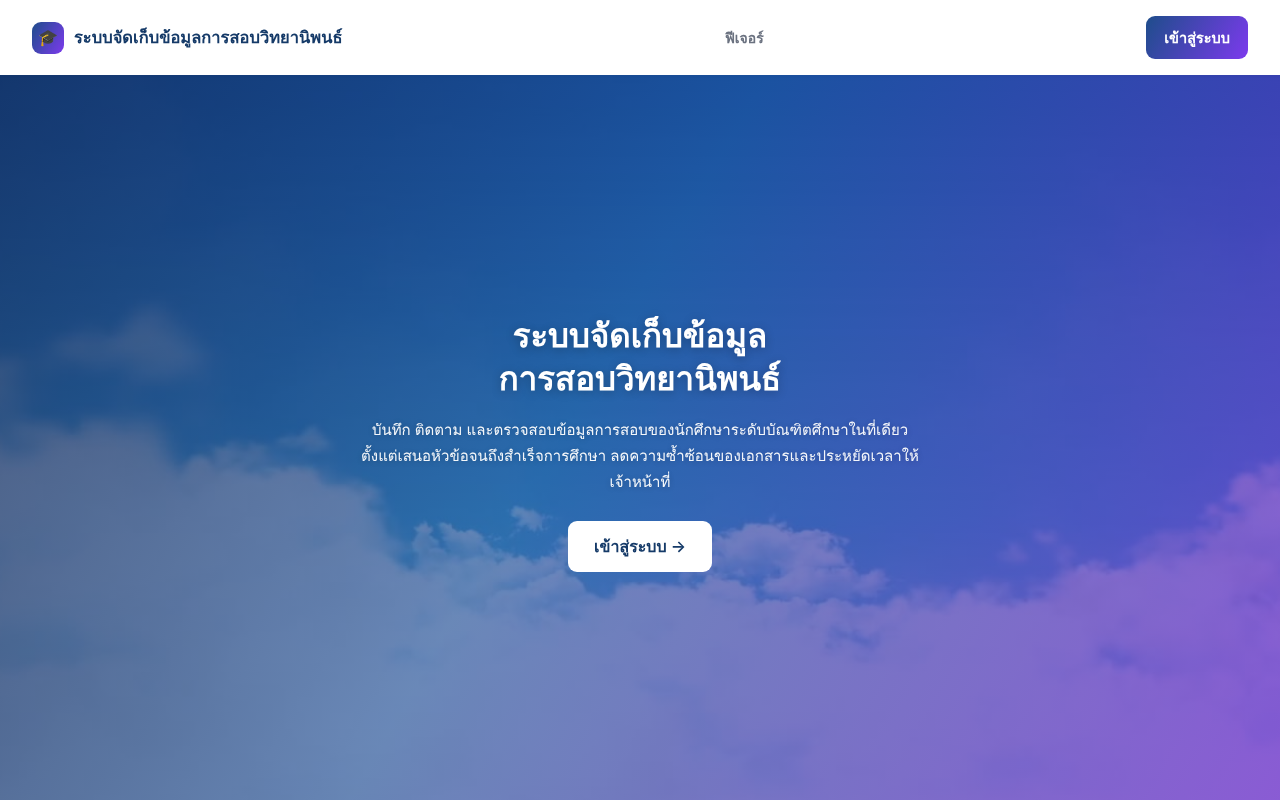 ระบบจัดเก็บข้อมูลการสอบวิทยานิพนธ์
ฟีเจอร์
เข้าสู่ระบบ
ระบบจัดเก็บข้อมูล
การสอบวิทยานิพนธ์
บันทึก ติดตาม และตรวจสอบข้อมูลการสอบของนักศึกษาระดับบัณฑิตศึกษาในที่เดียว
ตั้งแต่เสนอหัวข้อจนถึงสำเร็จการศึกษา ลดความซ้ำซ้อนของเอกสารและประหยัดเวลาให้
เจ้าหน้าที่
เข้าสู่ระบบ →